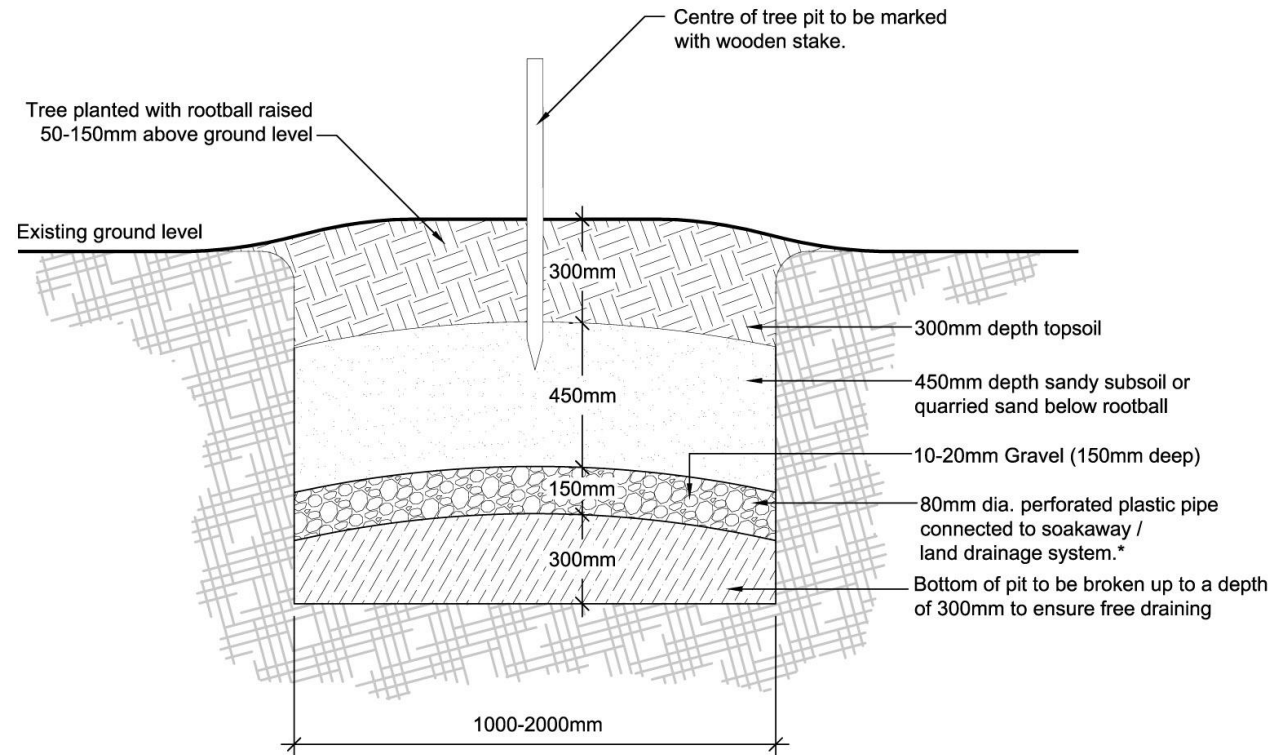 Centre of tree pit to be marked
with wooden stake.
Tree planted with rootball raised
50-150mm above ground level
Existing ground level
300mm
300mm depth topsoil
450mm
450mm depth sandy subsoil or
quarried sand below rootball
10-20mm Gravel (150mm deep)
150mm
80mm dia. perforated plastic pipe
connected to soakaway /
land drainage system.*
300mm
Bottom of pit to be broken up to a depth
of 300mm to ensure free draining
1000-2000mm